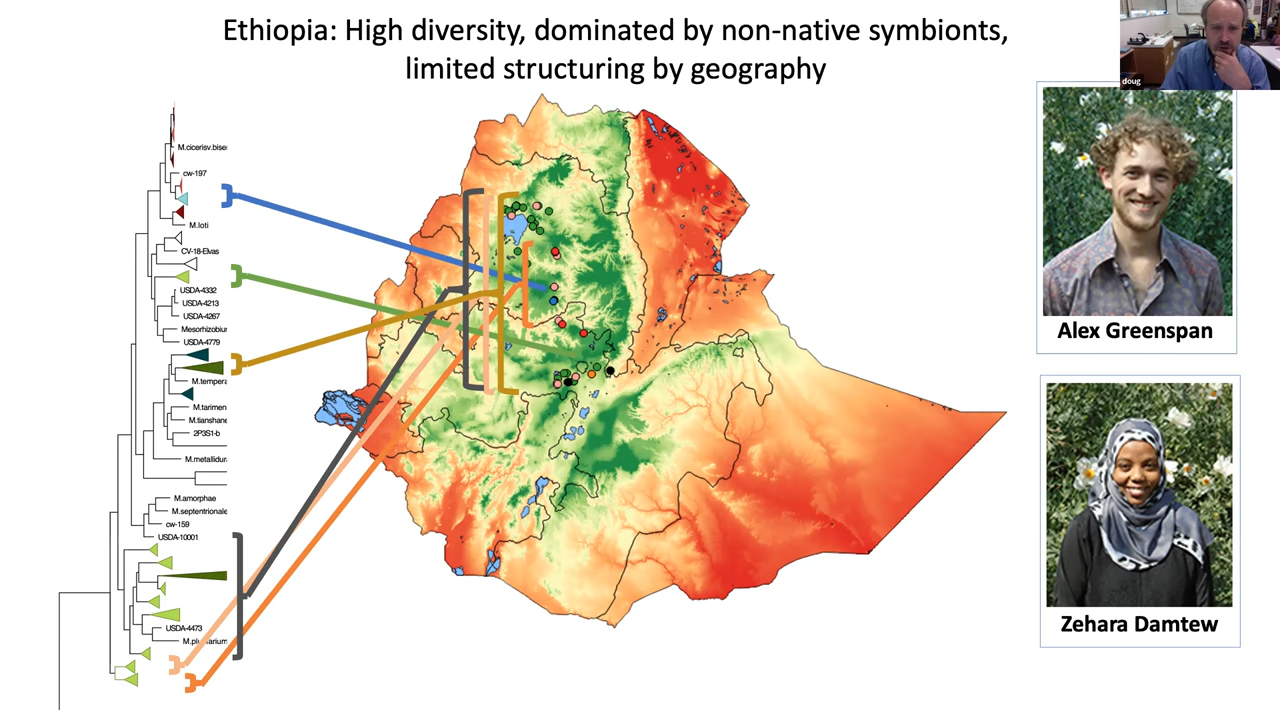 Ethiopia: High diversity, dominated by non-native symbionts,
limited structuring by geography
doug
M.cicerisv.biser
cw-197
M.loti
CV-18-Elvas
USDA-4332
USDA-4213
USDA-4267
Mesorhizobiu
USDA-4779
M.tempera
M.tarimen
M.tianshane
2P3S1-b
M.metallidur
M.amorphae
M.septentrionale
cw-159
USDA-10001
USDA-4473
Alex Greenspan
Zehara Damtew